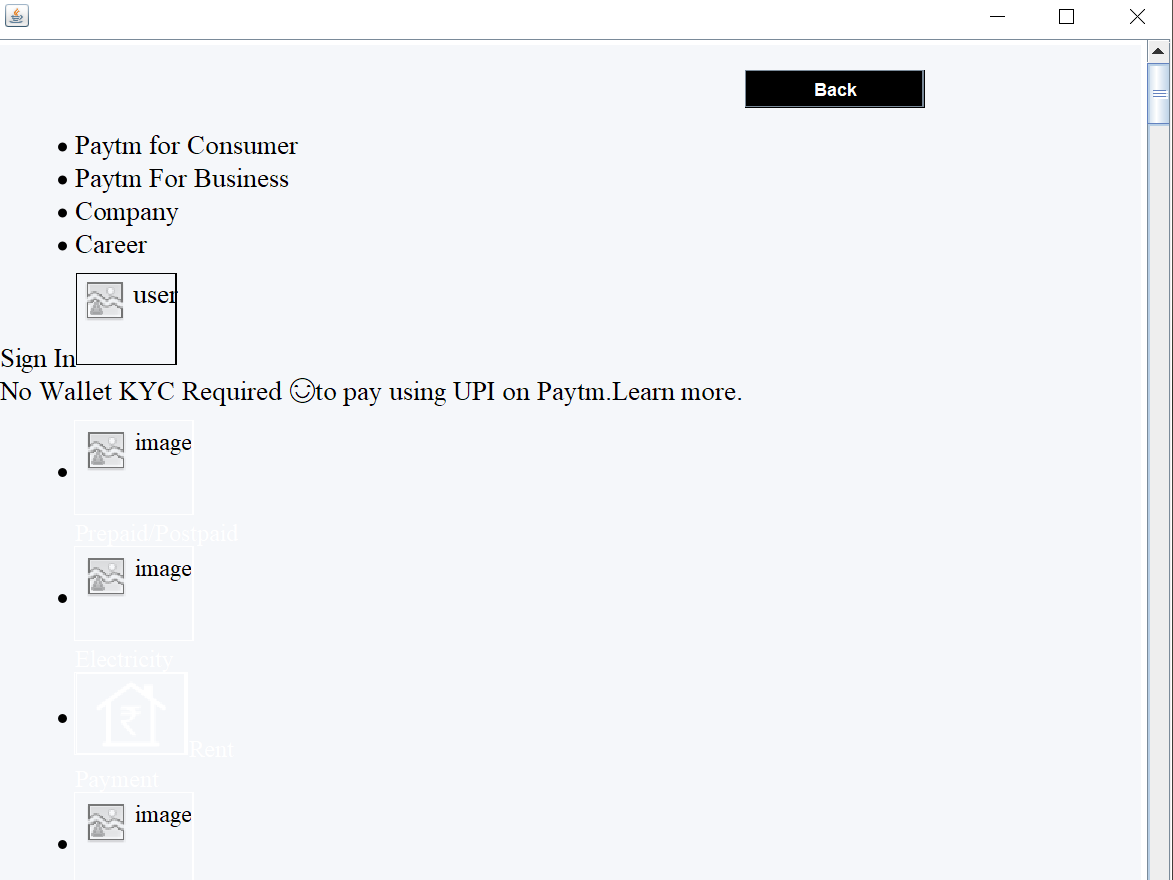 Back
Paytm for Consumer
Paytm For Business
Company
Career
user
Sign In
No Wallet KYC Required ☺to pay using UPI on Paytm.Learn more.
image
Prepaid/Postpaid
image
Electricity
Rent
Payment
image